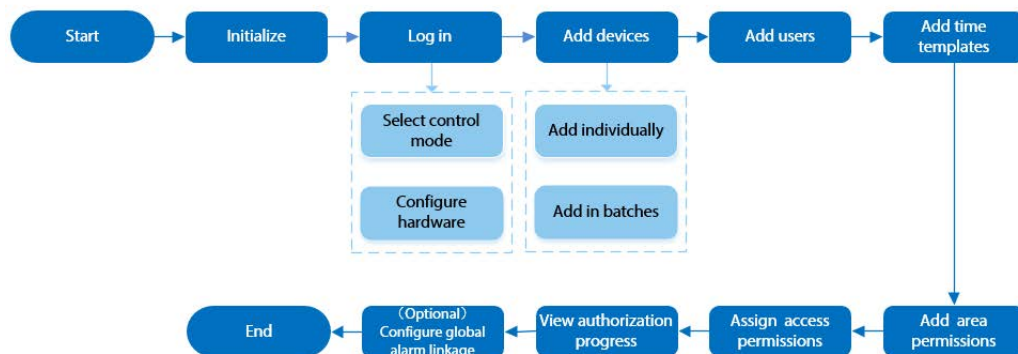 Start
Initialize
Log in
Add devices
Add users
Add time
templates
Select control
mode
Configure
hardware
Add individually
Add in batches
End
（Optional）
Configure global
alarm linkage
View authorization
progress
Assign access
permissions
Add area
permissions